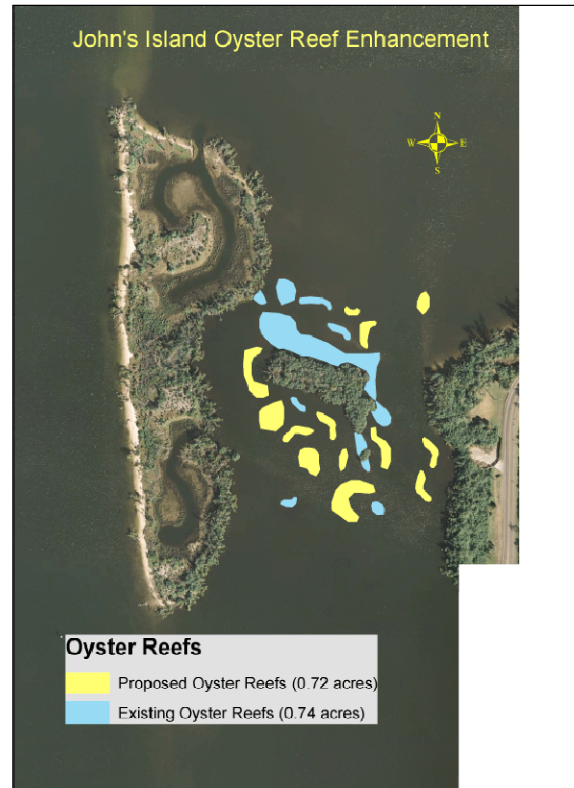 John's Island Oyster Reef Enhancement
N
W E
S
Oyster Reefs
Proposed Oyster Reefs (0.72 acres)
Existing Oyster Reefs (0.74 acres)